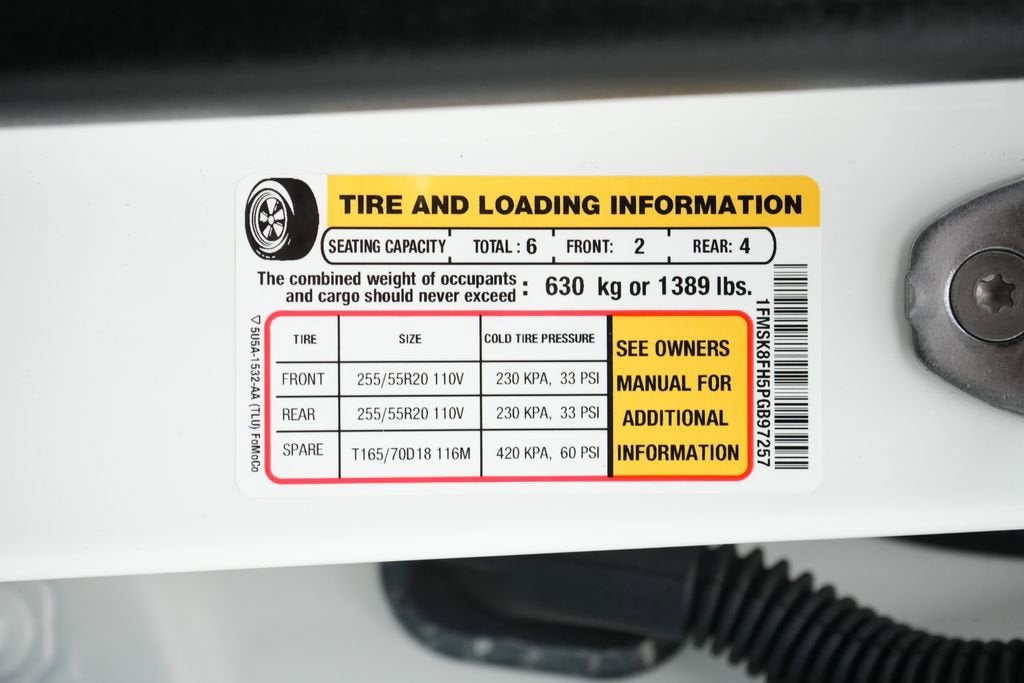 TIRE AND LOADING INFORMATION
SEATING CAPACITY TOTAL : 6 FRONT: 2 REAR: 4
The combined weight of occupants
and cargo should never exceed : 630 kg or 1389 lbs.
TIRE SIZE COLD TIRE PRESSURE
FRONT 255/55R20 110V 230 KPA, 33 PSI
REAR 255/55R20 110V 230 KPA, 33 PSI
SPARE T165/70D18 116M 420 KPA, 60 PSI
SEE OWNERS
MANUAL FOR
ADDITIONAL
INFORMATION
1FMSK8FH5PGB97257
▽ 5U5A-1532-AA (TLU) FoMoCo